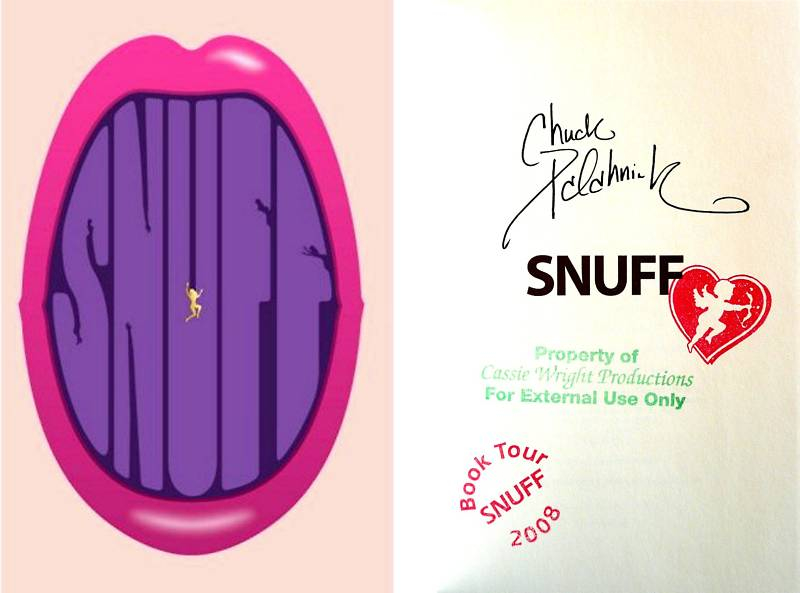 SNUFF
Chuck
Palahniuk
SNUFF
Property of
Cassie Wright Productions
For External Use Only
Book Tour
SNUFF
2008